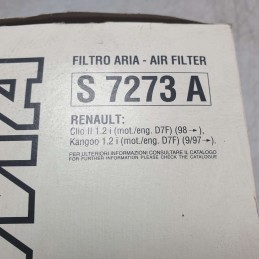 FILTRO ARIA - AIR FILTER
S 7273 A
RENAULT:
Clio II 1.2 i (mot./eng. D7F) (98→),
Kangoo 1.2 i (mot./eng. D7F) (9/97→).
PER ULTERIORI INFORMAZIONI CONSULTARE IL CATALOGO
FOR FURTHER INFORMATION PLEASE CHECK THE CATALOGUE